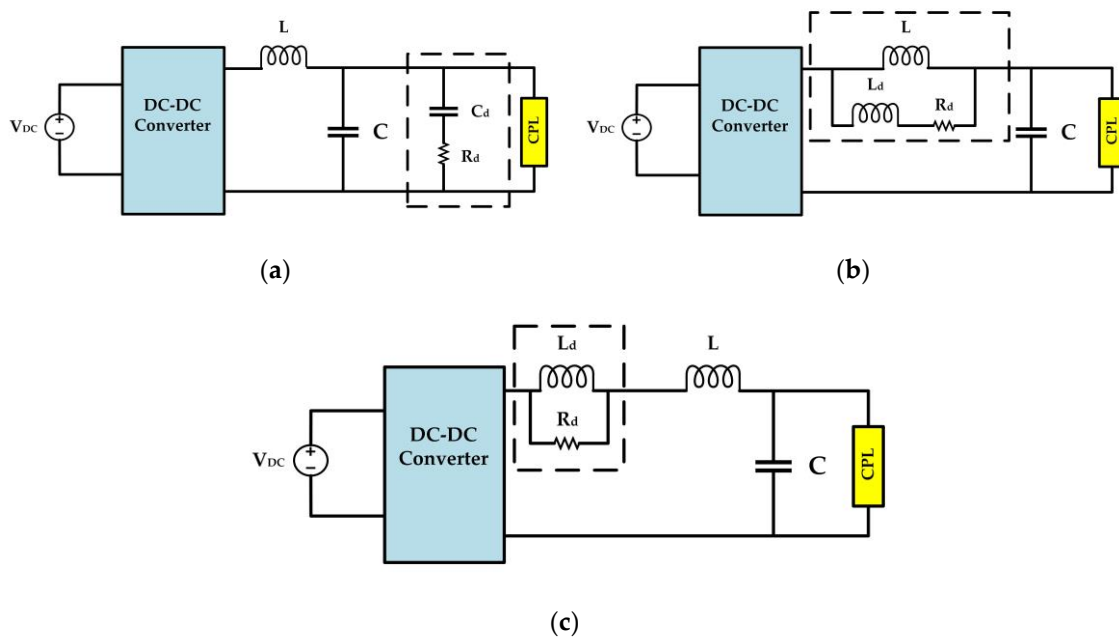 L
DC-DC
Converter
VDC
+
−
C
Cd
Rd
CPL
(a)
L
Ld
Rd
DC-DC
Converter
VDC
+
−
C
CPL
(b)
Ld
L
Rd
DC-DC
Converter
VDC
+
−
C
CPL
(c)